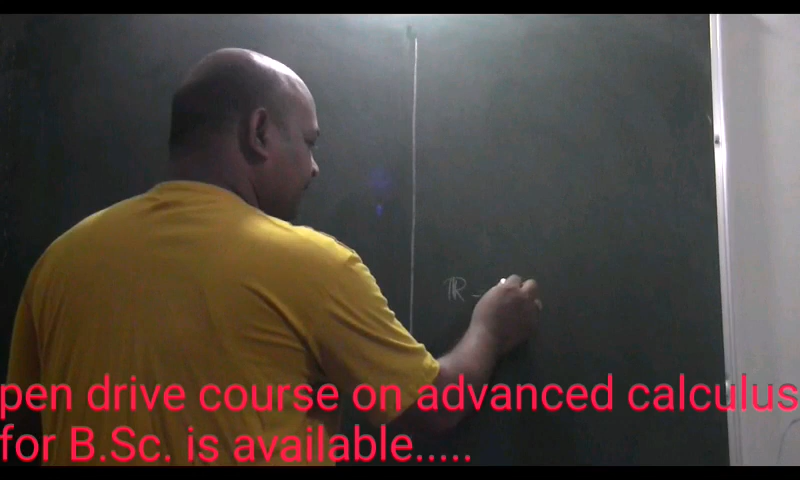 ℝ =
pen drive course on advanced calculus
for B.Sc. is available.....